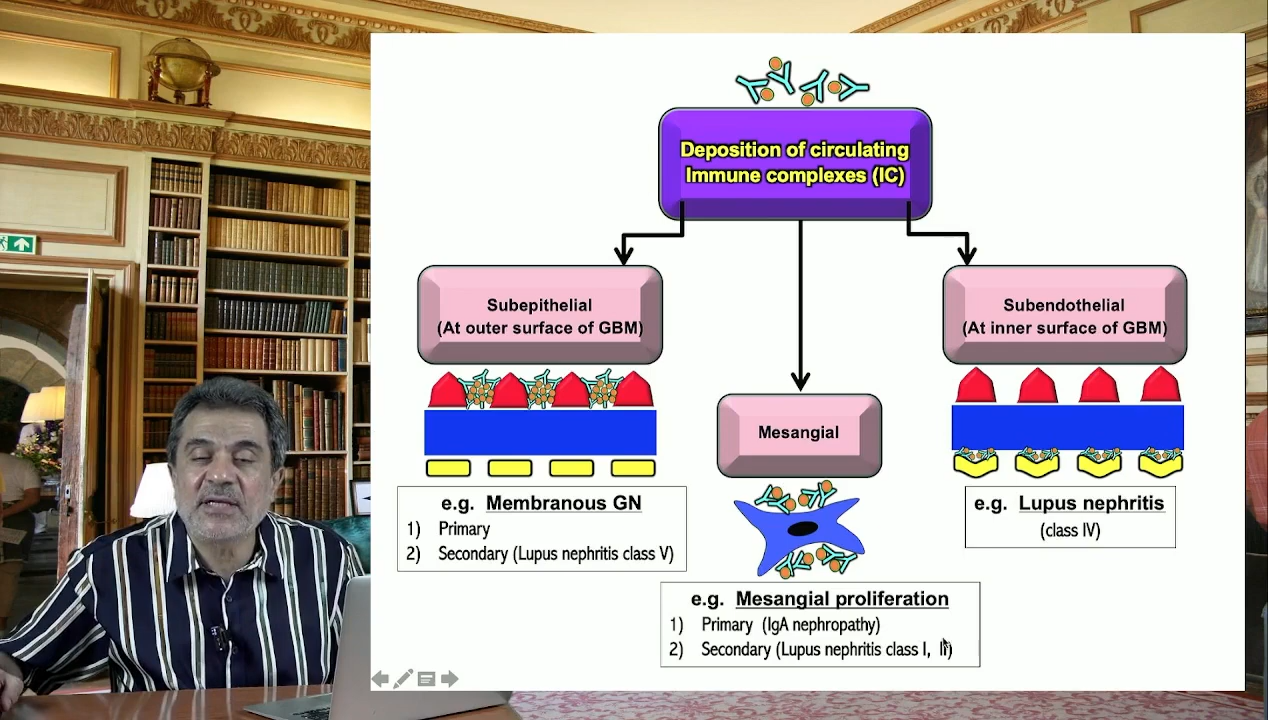 Deposition of circulating
Immune complexes (IC)
Subepithelial
(At outer surface of GBM)
Subendothelial
(At inner surface of GBM)
Mesangial
e.g. Membranous GN
1) Primary
2) Secondary (Lupus nephritis class V)
e.g. Lupus nephritis
(class IV)
e.g. Mesangial proliferation
1) Primary (IgA nephropathy)
2) Secondary (Lupus nephritis class I, II)